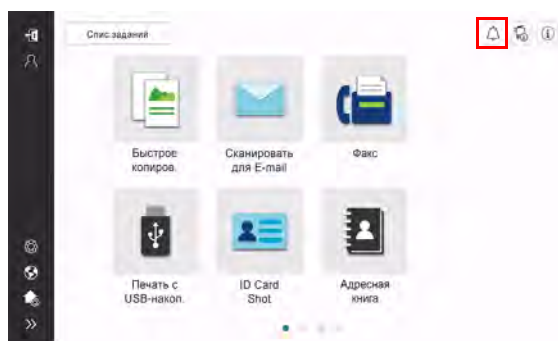 Спис.заданий
Быстрое
копиров.
Сканировать
для E-mail
Факс
Печать с
USB-накоп.
ID Card
Shot
Адресная
книга